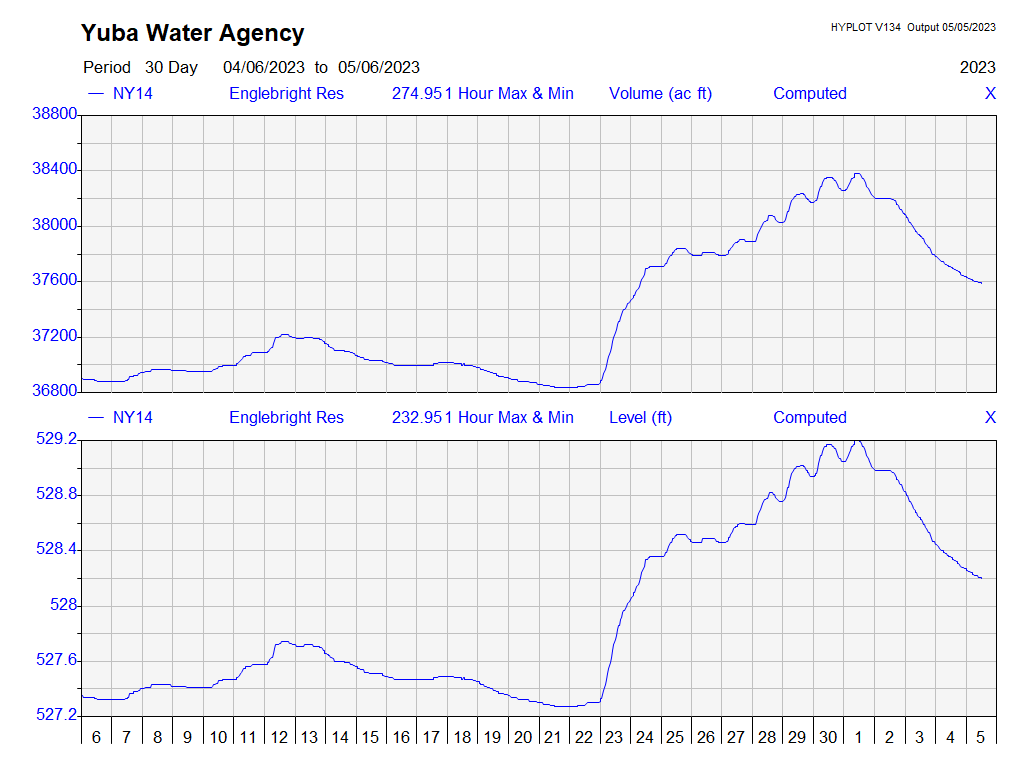 Yuba Water Agency
HYPLOT V134 Output 05/05/2023
Period 30 Day 04/06/2023 to 05/06/2023 2023
NY14 Englebright Res 274.951 Hour Max & Min Volume (ac ft) Computed X
38800
38400
38000
37600
37200
36800
NY14 Englebright Res 232.951 Hour Max & Min Level (ft) Computed X
529.2
528.8
528.4
528
527.6
527.2
6 7 8 9 10 11 12 13 14 15 16 17 18 19 20 21 22 23 24 25 26 27 28 29 30 1 2 3 4 5